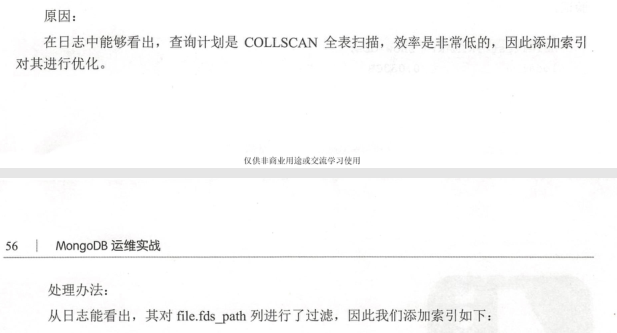 原因：
在日志中能够看出，查询计划是 COLLSCAN 全表扫描，效率是非常低的，因此添加索引
对其进行优化。
仅供非商业用途或交流学习使用
56 | MongoDB 运维实战
处理办法：
从日志能看出，其对 file.fds_path 列进行了过滤，因此我们添加索引如下：